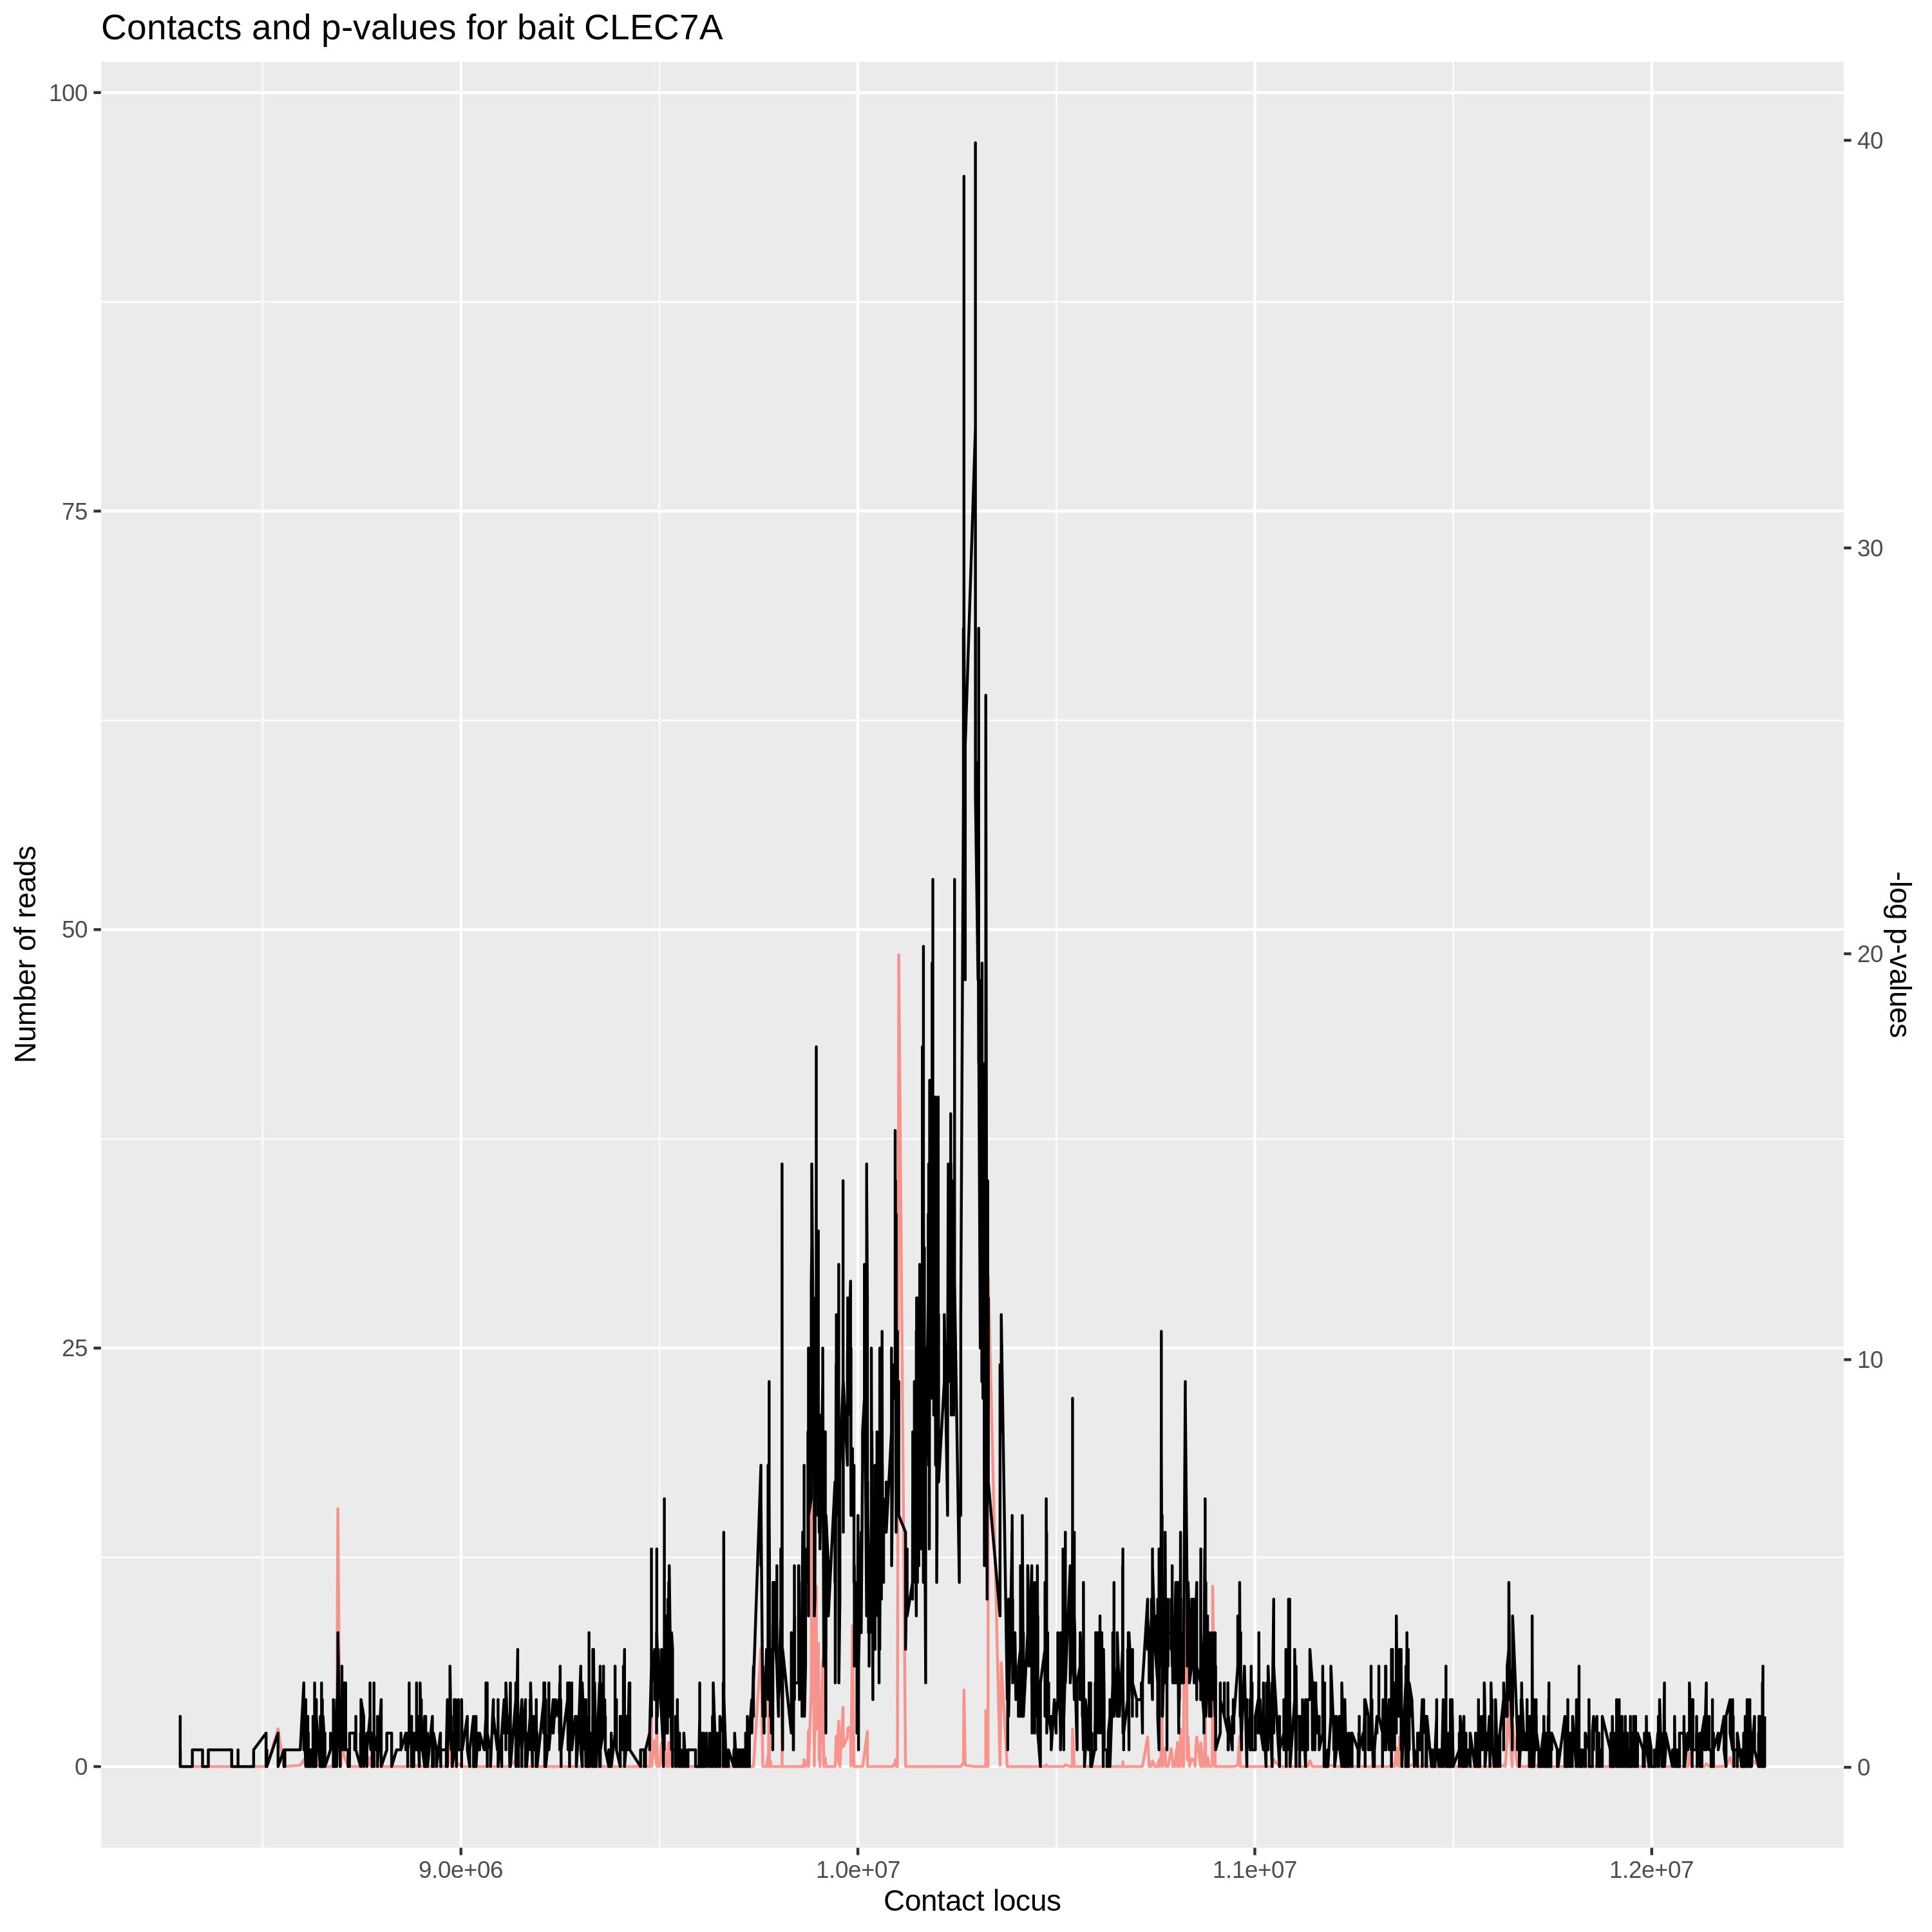 Contacts and p-values for bait CLEC7A
100
75
50
25
0
Number of reads
40
30
20
10
0
-log p-values
9.0e+06
1.0e+07
1.1e+07
1.2e+07
Contact locus